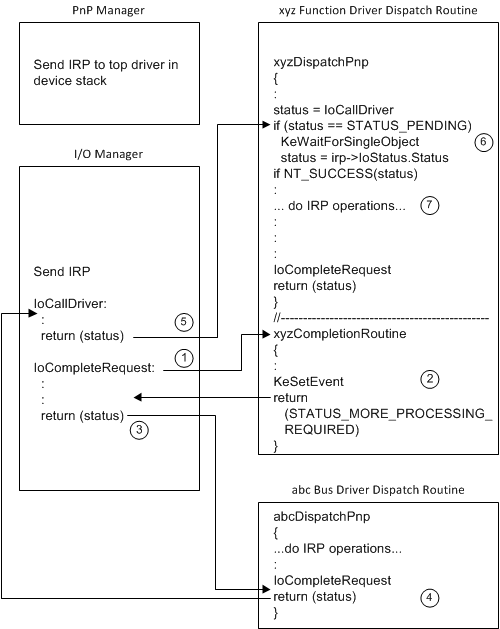 PnP Manager
Send IRP to top driver in
device stack
I/O Manager
Send IRP
IoCallDriver:
:
return (status)
5
IoCompleteRequest:
1
:
:
return (status)
3
xyz Function Driver Dispatch Routine
xyzDispatchPnp
{
:
status = IoCallDriver
if (status == STATUS_PENDING)
KeWaitForSingleObject
6
status = irp->IoStatus.Status
if NT_SUCCESS(status)
:
... do IRP operations...
7
:
:
:
IoCompleteRequest
return (status)
}
//-----------------------------------------------
xyzCompletionRoutine
{
:
KeSetEvent
2
return
(STATUS_MORE_PROCESSING_
REQUIRED)
}
abc Bus Driver Dispatch Routine
abcDispatchPnp
{
...do IRP operations...
:
IoCompleteRequest
return (status)
4
}